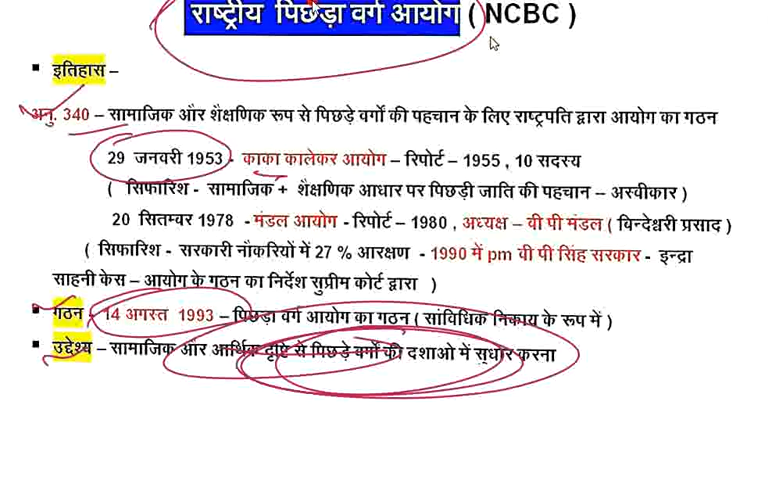 राष्ट्रीय पिछड़ा वर्ग आयोग ( NCBC )
▪ इतिहास –
अनु. 340 – सामाजिक और शैक्षणिक रूप से पिछड़े वर्गो की पहचान के लिए राष्ट्रपति द्वारा आयोग का गठन
29 जनवरी 1953 - काका कालेकर आयोग – रिपोर्ट – 1955 , 10 सदस्य
( सिफारिश - सामाजिक + शैक्षणिक आधार पर पिछड़ी जाति की पहचान – अस्वीकार )
20 सितम्बर 1978 - मंडल आयोग - रिपोर्ट – 1980 , अध्यक्ष – वी पी मंडल ( विन्देश्वरी प्रसाद )
( सिफारिश - सरकारी नौकरियों में 27 % आरक्षण - 1990 में pm वी पी सिंह सरकार - इन्द्रा
साहनी केस – आयोग के गठन का निर्देश सुप्रीम कोर्ट द्वारा )
▪ गठन - 14 अगस्त 1993 – पिछड़ा वर्ग आयोग का गठन ( सांविधिक निकाय के रूप में )
▪ उद्देश्य – सामाजिक और आर्थिक दृष्टि से पिछड़े वर्गो की दशाओ में सुधार करना